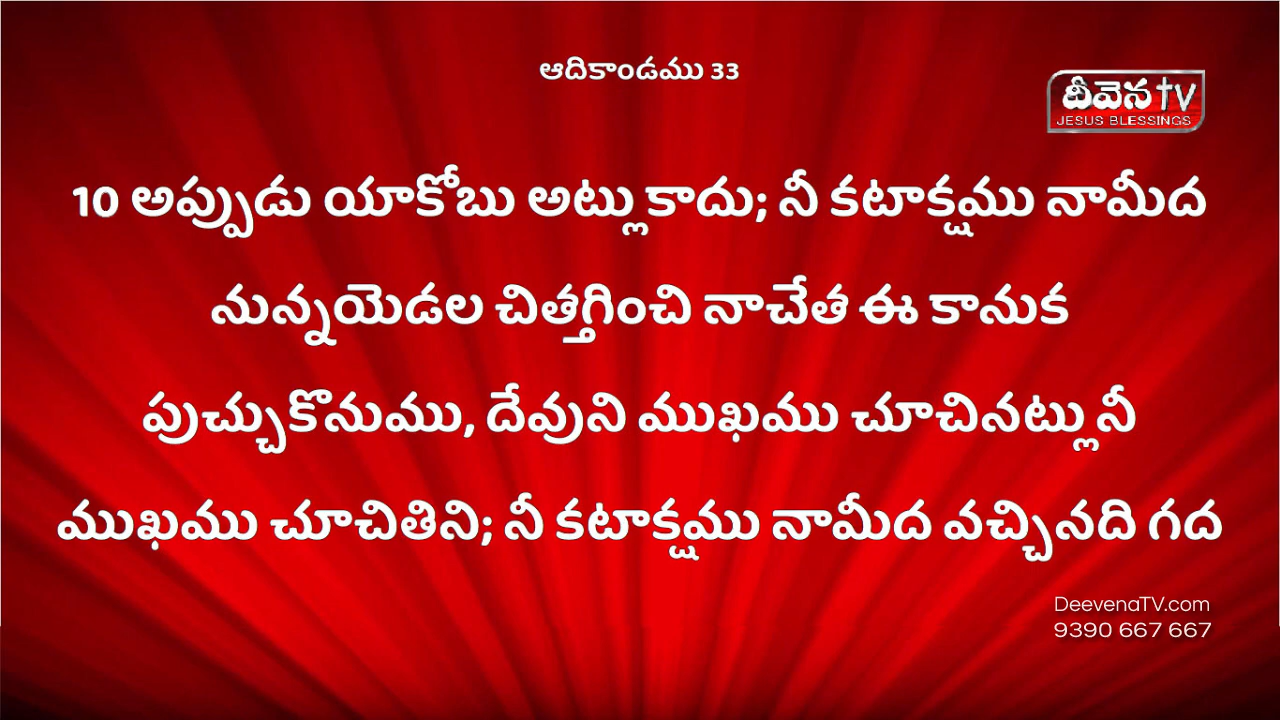 ఆదికాండము 33
దీవెన tv
JESUS BLESSINGS
10 అప్పుడు యాకోబు అట్లుకాదు; నీ కటాక్షము నామీద
నున్నయెడల చిత్తగించి నాచేత ఈ కానుక
పుచ్చుకొనుము, దేవుని ముఖము చూచినట్లునీ
ముఖము చూచితిని; నీ కటాక్షము నామీద వచ్చినది గద
DeevenaTV.com
9390 667 667